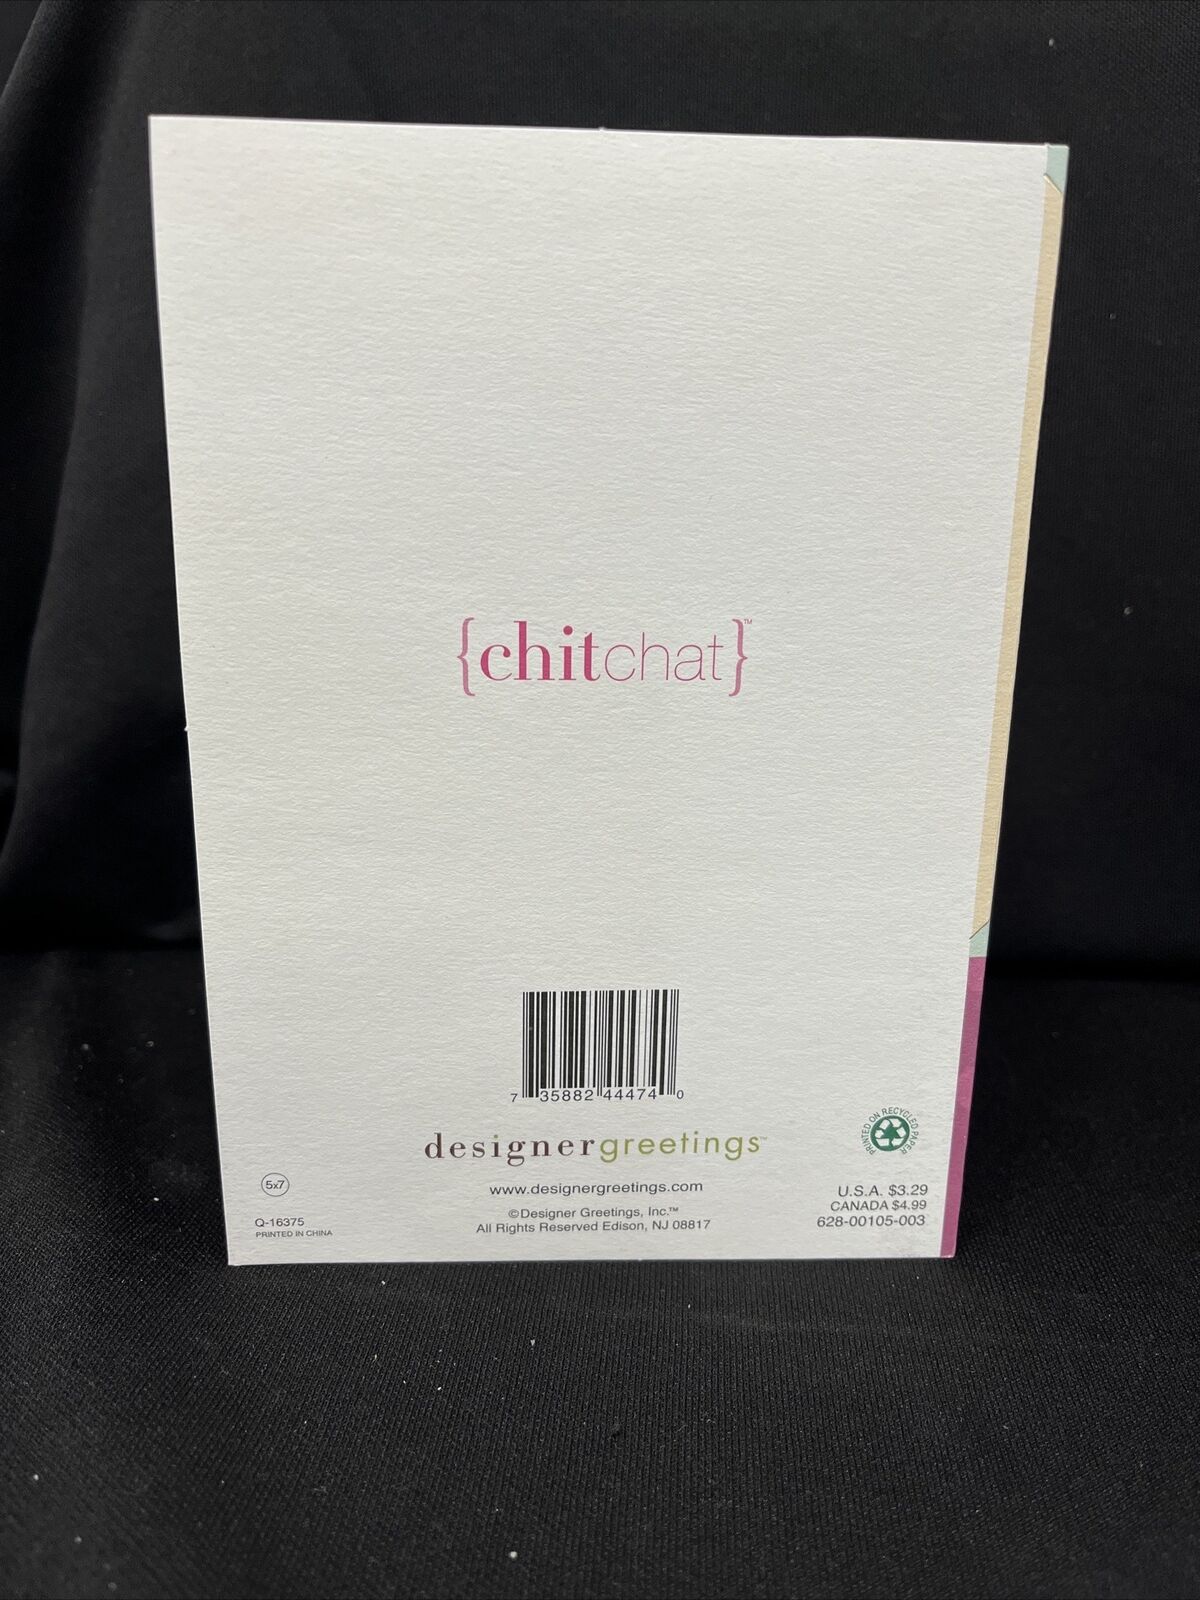 {chitchat}™
7 35882 44474 0
designergreetings™
PRINTED ON RECYCLED PAPER
5x7
www.designergreetings.com
U.S.A. $3.29
CANADA $4.99
Q-16375
©Designer Greetings, Inc.™
628-00105-003
PRINTED IN CHINA
All Rights Reserved Edison, NJ 08817